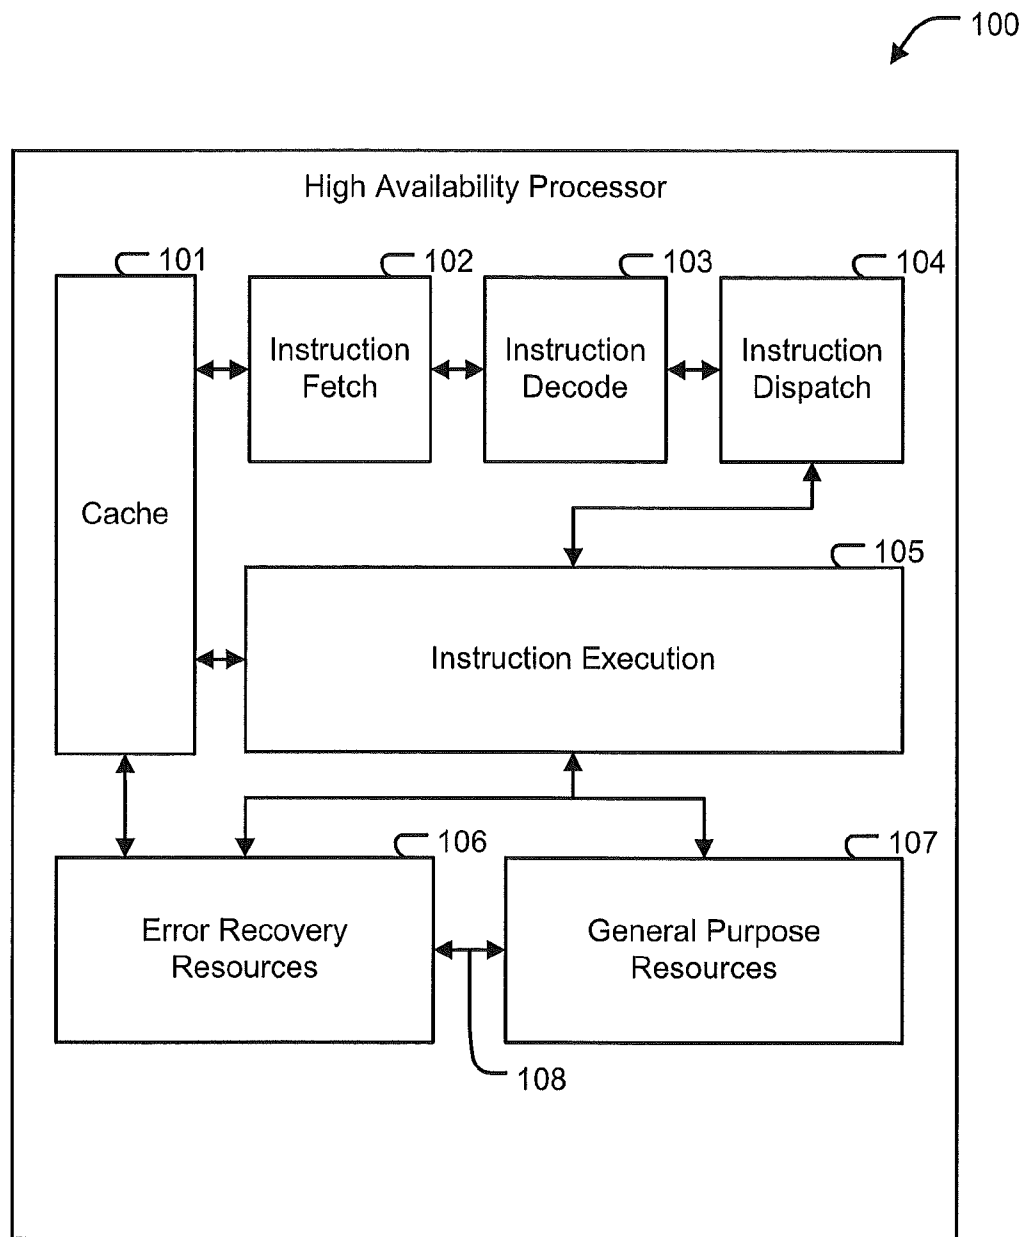 100
High Availability Processor
101
102
103
104
Instruction
Fetch
Instruction
Decode
Instruction
Dispatch
Cache
105
Instruction Execution
106
107
Error Recovery
Resources
General Purpose
Resources
108